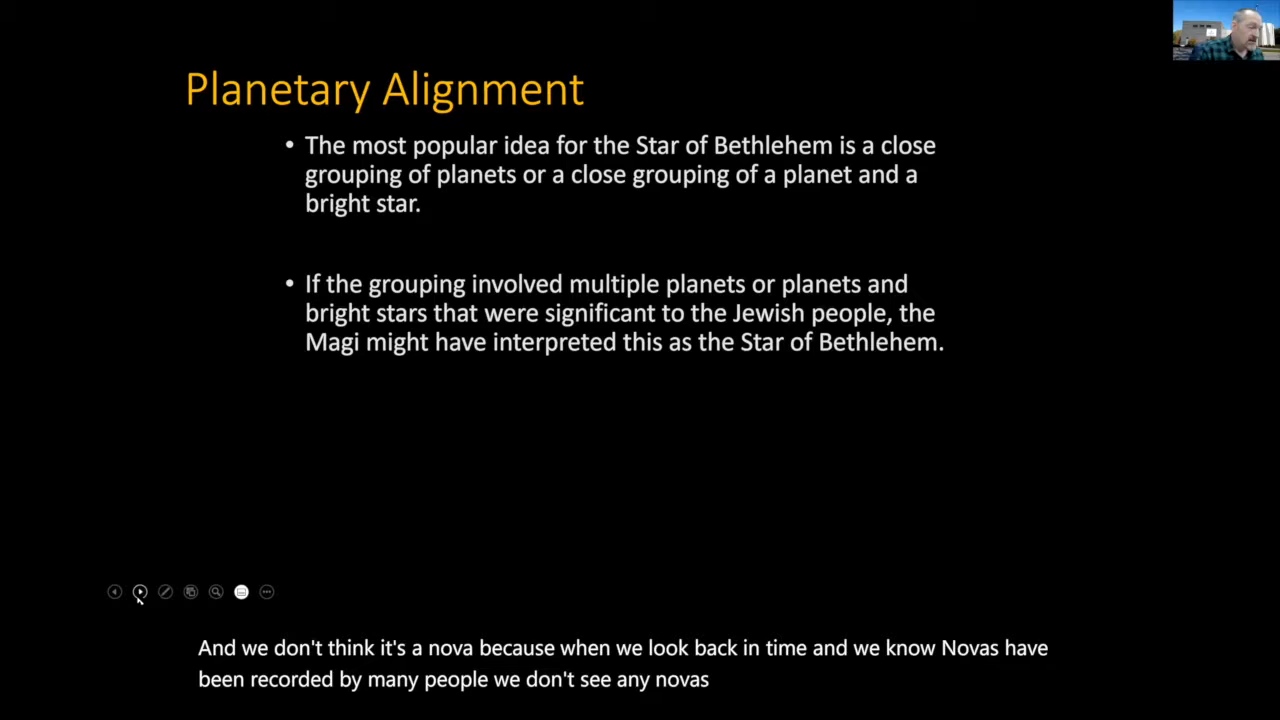 Planetary Alignment
• The most popular idea for the Star of Bethlehem is a close
grouping of planets or a close grouping of a planet and a
bright star.
• If the grouping involved multiple planets or planets and
bright stars that were significant to the Jewish people, the
Magi might have interpreted this as the Star of Bethlehem.
And we don't think it's a nova because when we look back in time and we know Novas have
been recorded by many people we don't see any novas